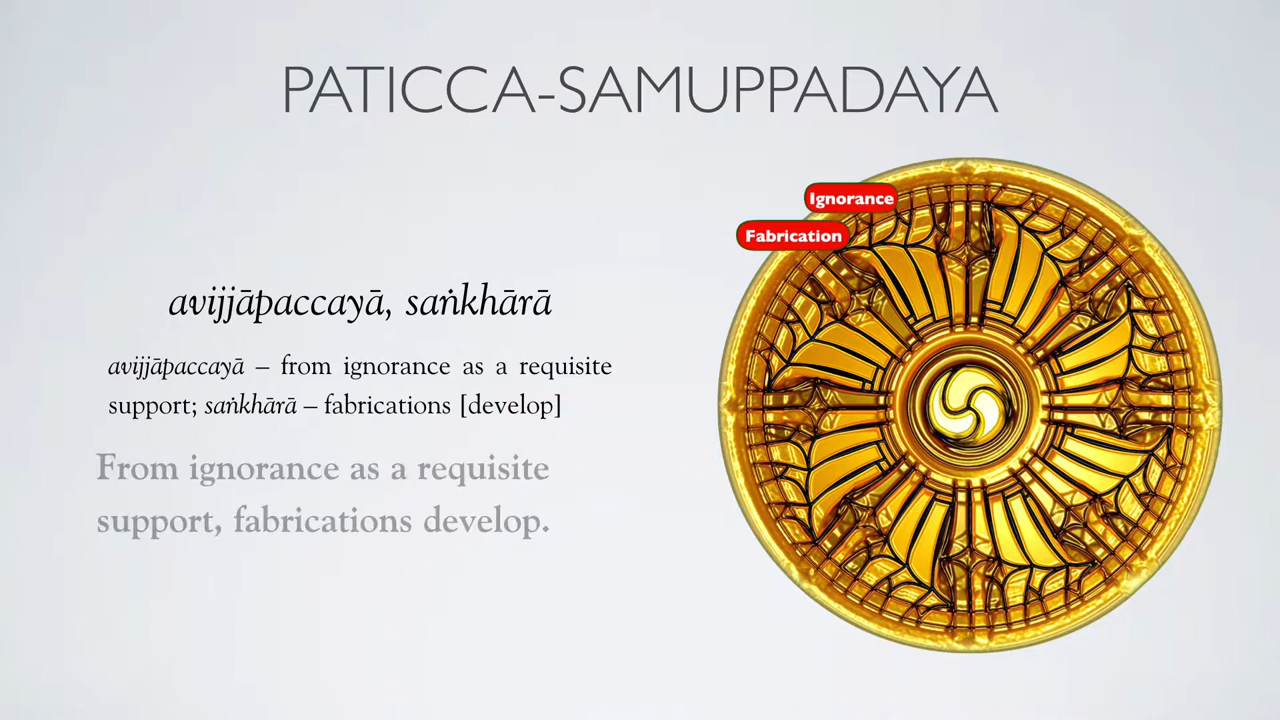 PATICCA-SAMUPPADAYA
Ignorance
Fabrication
avijjāpaccayā, saṅkhārā
avijjāpaccayā – from ignorance as a requisite
support; saṅkhārā – fabrications [develop]
From ignorance as a requisite
support, fabrications develop.